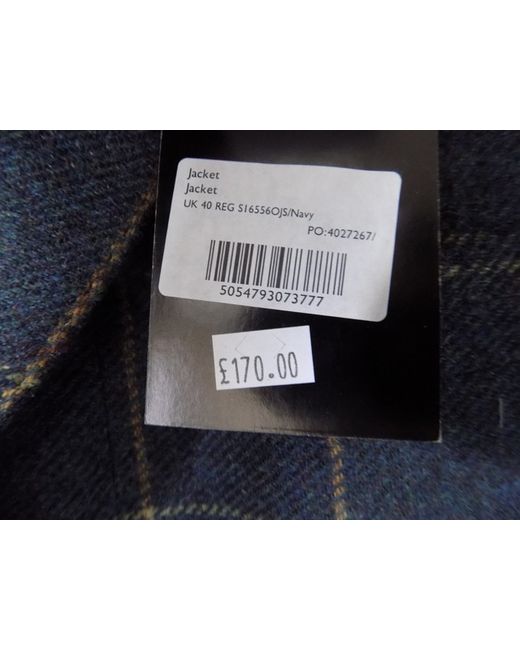 Jacket
Jacket
UK 40 REG S16556OJS/Navy
PO:4027267/
5054793073777
£170.00